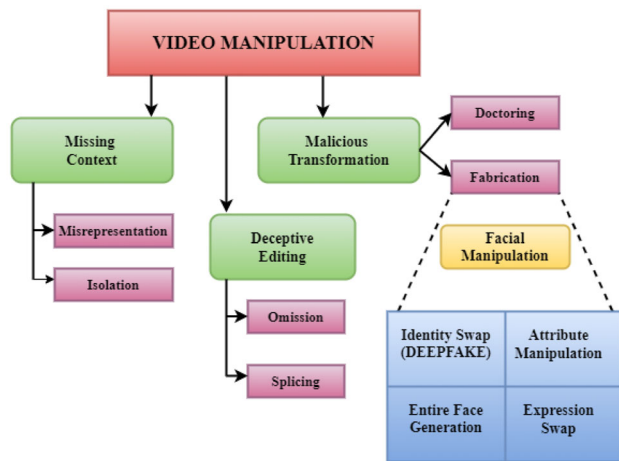 VIDEO MANIPULATION
Missing
Context
Misrepresentation
Isolation
Deceptive
Editing
Omission
Splicing
Malicious
Transformation
Doctoring
Fabrication
Facial
Manipulation
Identity Swap
(DEEPFAKE)
Attribute
Manipulation
Entire Face
Generation
Expression
Swap